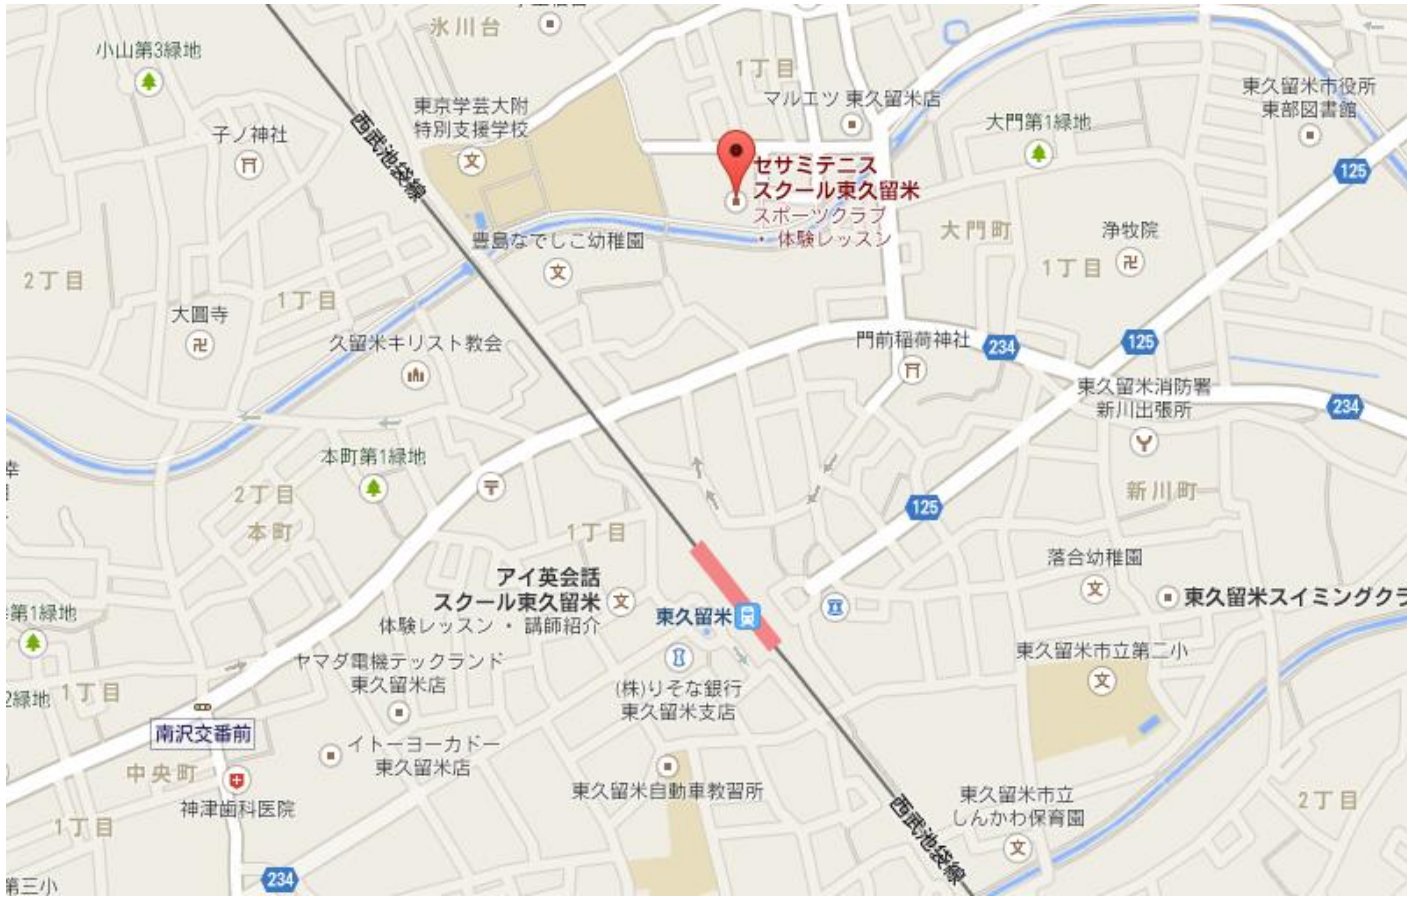 氷川台
小山第3緑地
1丁目
東久留米市役所
東部図書館
東京学芸大附
特別支援学校
マルエツ 東久留米店
西武池袋線
子ノ神社
大門第1緑地
125
セサミテニス
スクール東久留米
スポーツクラブ
・ 体験レッスン
豊島なでしこ幼稚園
大門町
浄牧院
2丁目
1丁目
1丁目
大圓寺
久留米キリスト教会
門前稲荷神社
234
125
東久留米消防署
新川出張所
234
本町第1緑地
幸
2丁目
本町
125
新川町
1丁目
アイ英会話
スクール東久留米
体験レッスン ・ 講師紹介
東久留米
落合幼稚園
東久留米スイミングクラ
第1緑地
東久留米市立第二小
ヤマダ電機テックランド
東久留米店
2緑地
1丁目
(株)りそな銀行
東久留米支店
南沢交番前
イトーヨーカドー
東久留米店
中央町
東久留米自動車教習所
神津歯科医院
東久留米市立
しんかわ保育園
2丁目
1丁目
西武池袋線
234
第三小